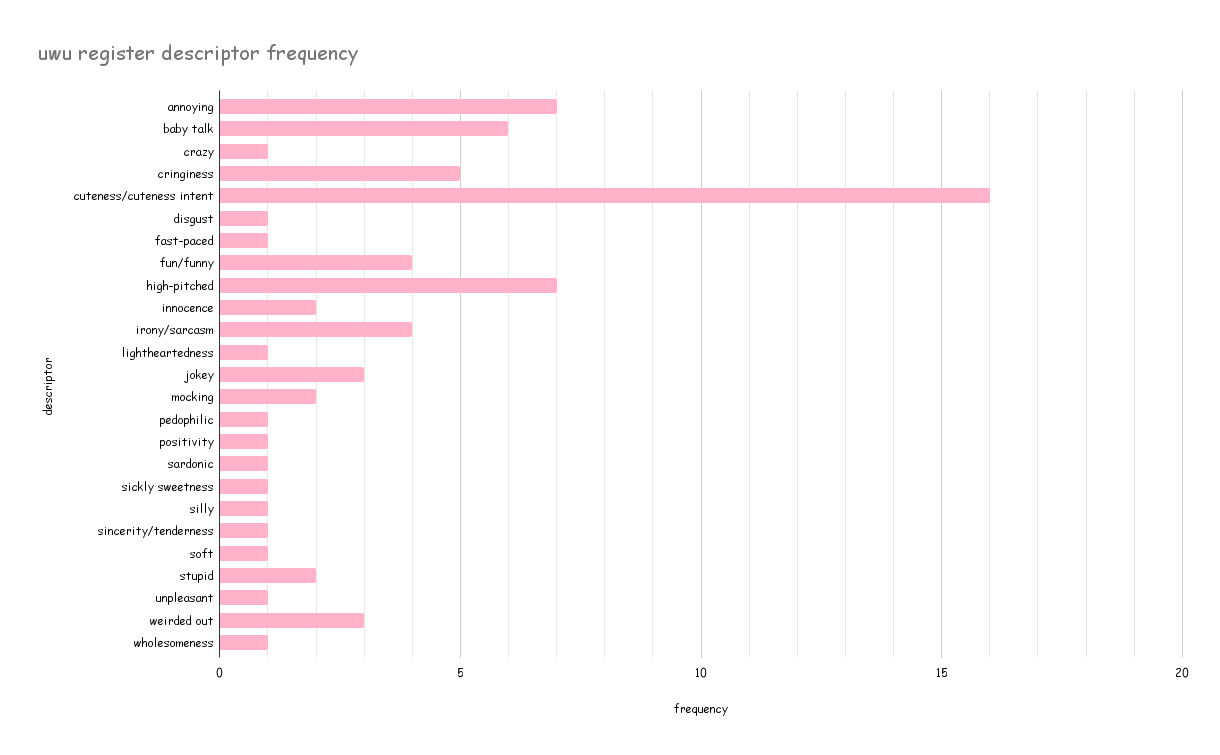 uwu register descriptor frequency
annoying
baby talk
crazy
cringiness
cuteness/cuteness intent
disgust
fast-paced
fun/funny
high-pitched
innocence
irony/sarcasm
lightheartedness
jokey
mocking
pedophilic
positivity
sardonic
sickly sweetness
silly
sincerity/tenderness
soft
stupid
unpleasant
weirded out
wholesomeness
descriptor
0 5 10 15 20
frequency